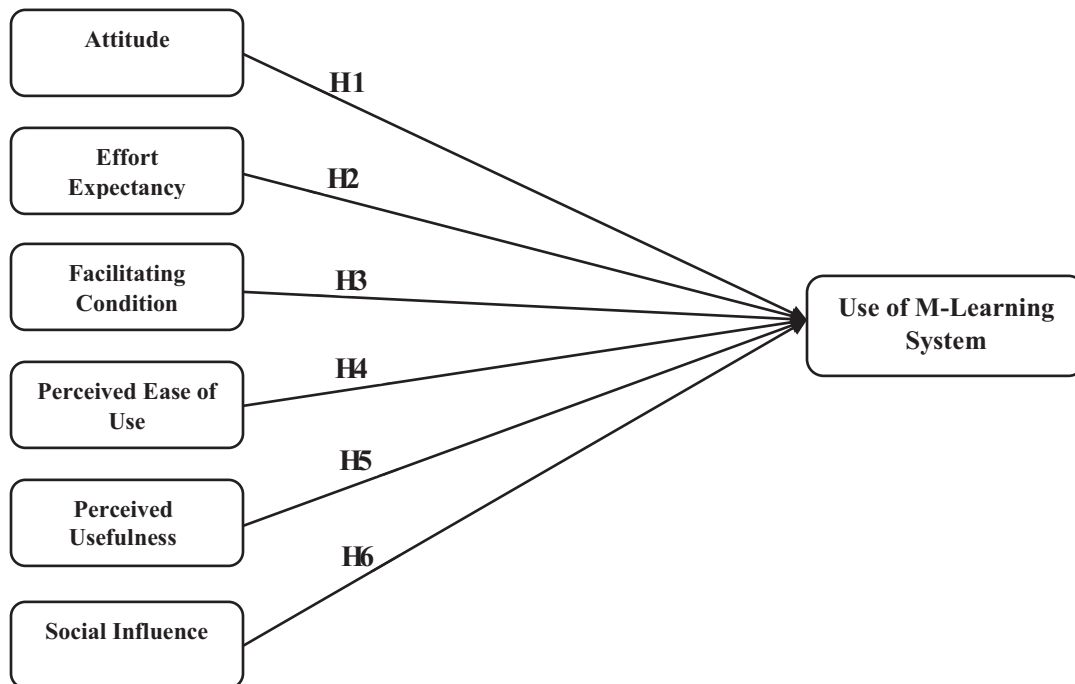 Attitude
H1
Effort
Expectancy
H2
Facilitating
Condition
H3
Perceived Ease of
Use
H4
Perceived
Usefulness
H5
Social Influence
H6
Use of M-Learning
System